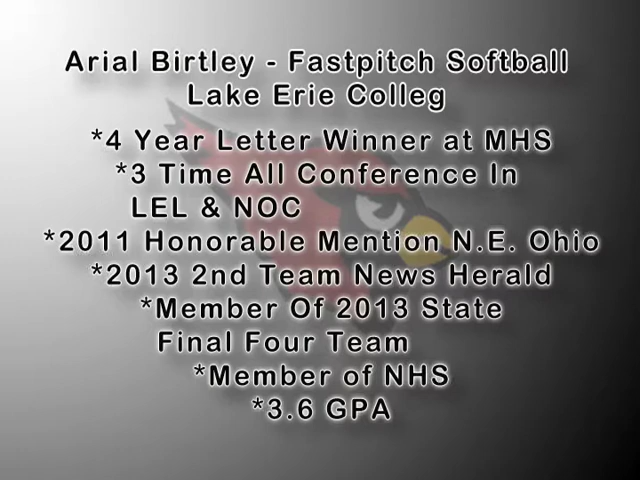 Arial Birtley - Fastpitch Softball
Lake Erie Colleg
*4 Year Letter Winner at MHS
*3 Time All Conference In
LEL & NOC
*2011 Honorable Mention N.E. Ohio
*2013 2nd Team News Herald
*Member Of 2013 State
Final Four Team
*Member of NHS
*3.6 GPA